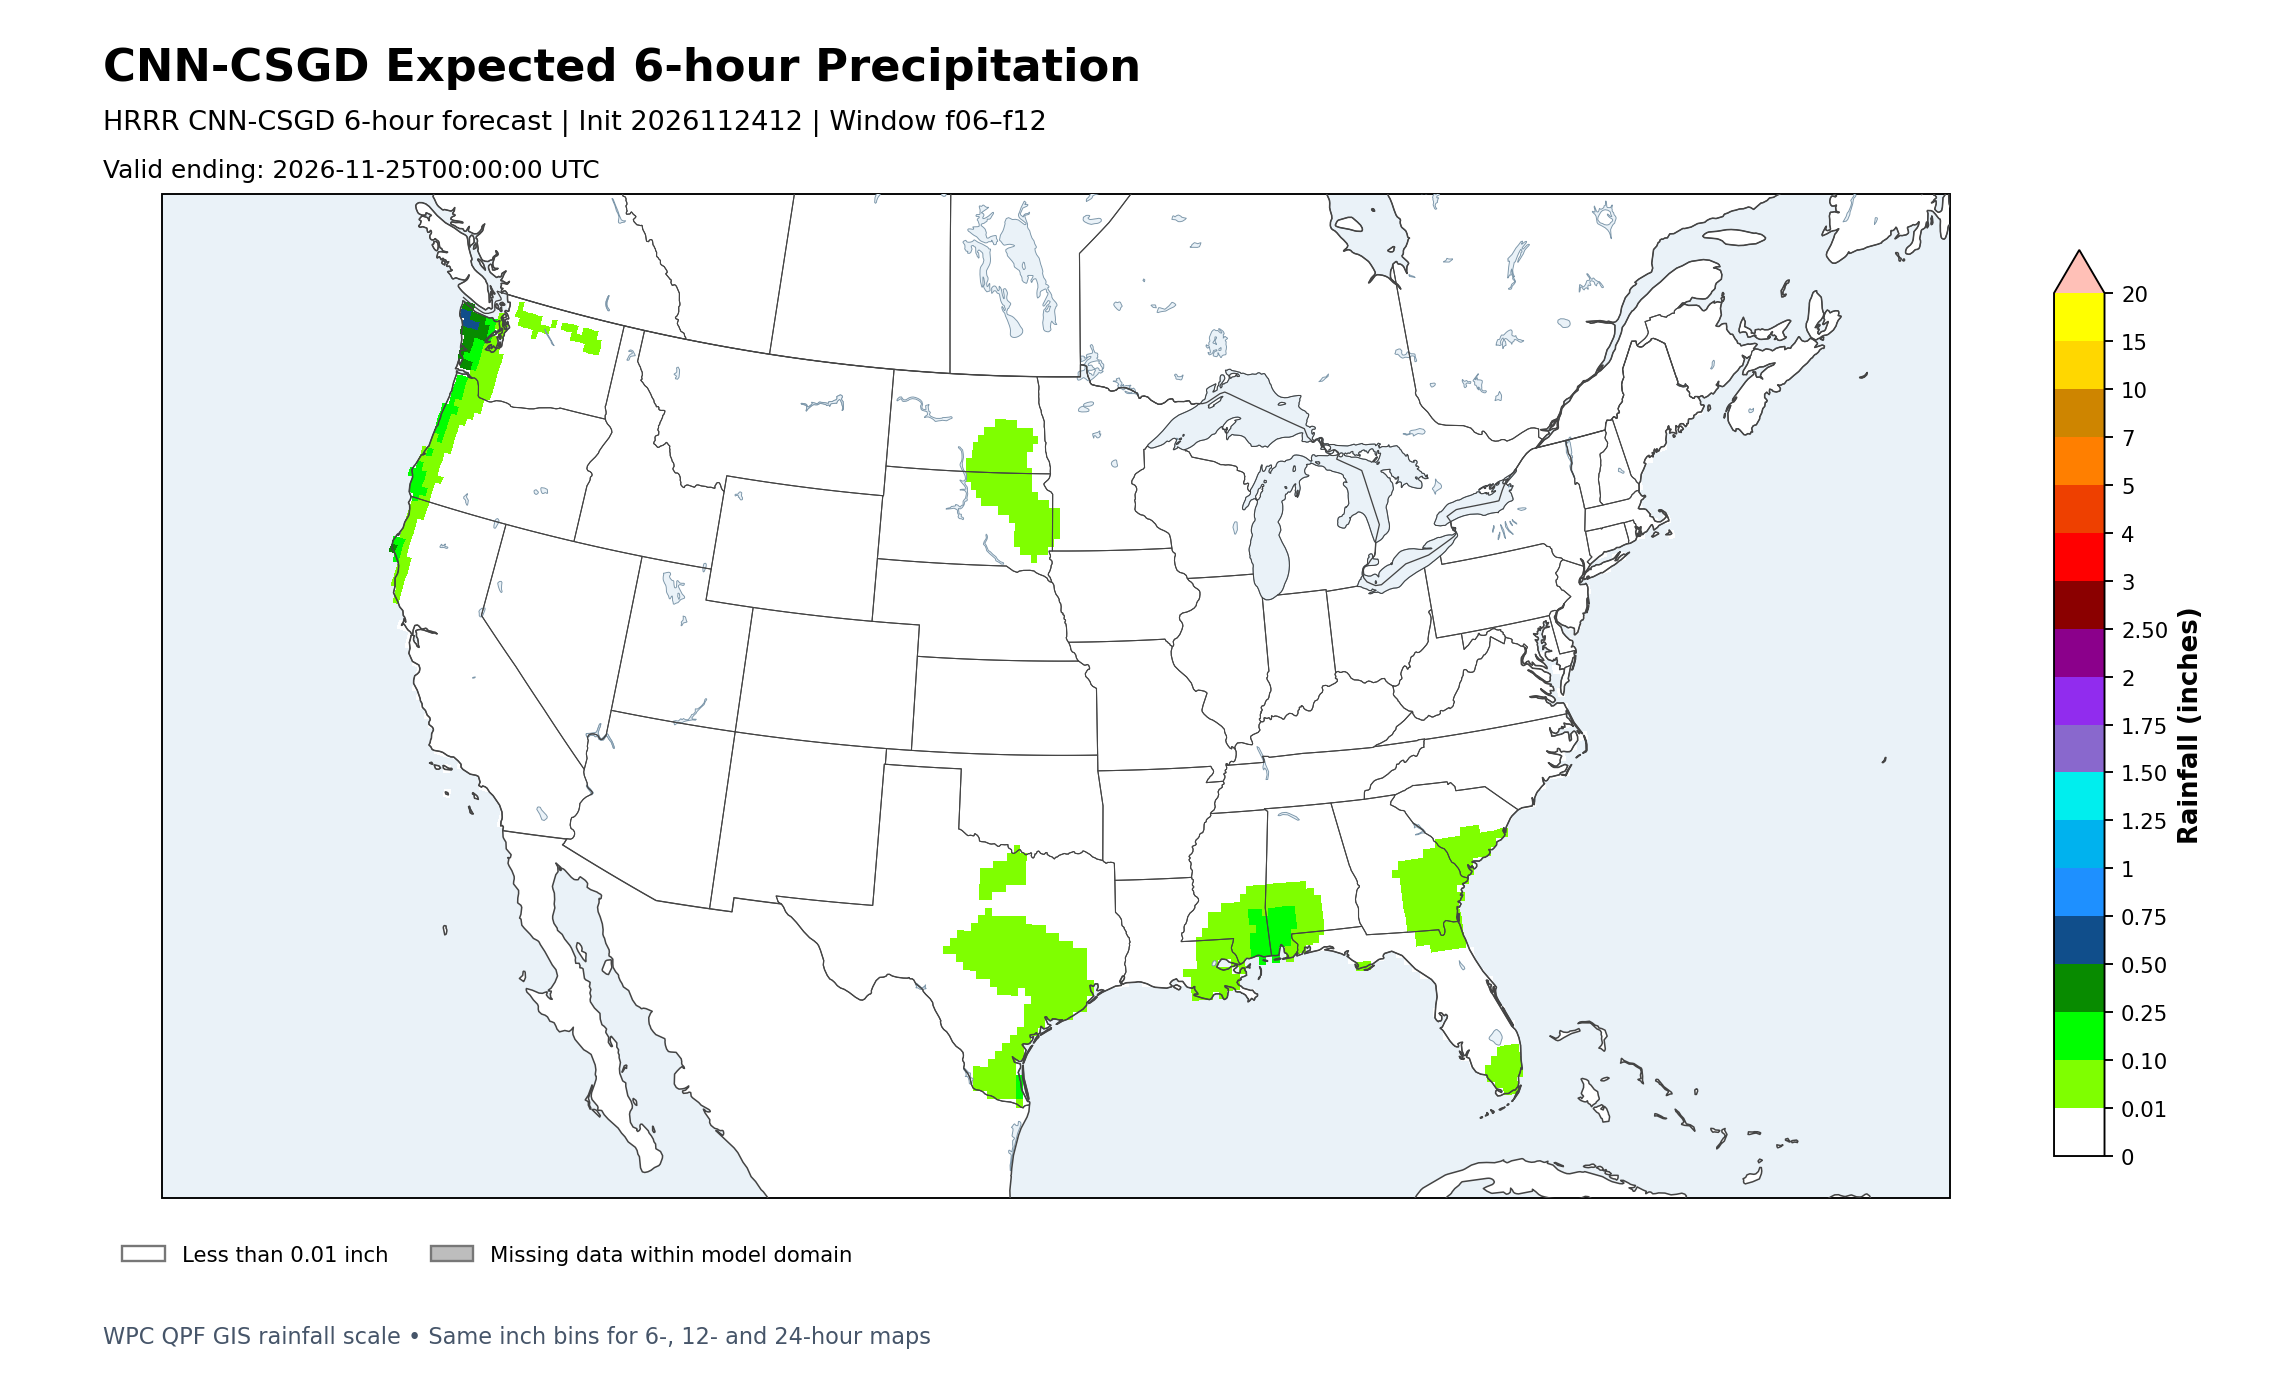 CNN-CSGD Expected 6-hour Precipitation
HRRR CNN-CSGD 6-hour forecast | Init 2026112412 | Window f06–f12
Valid ending: 2026-11-25T00:00:00 UTC
20
15
10
7
5
4
3
2.50
2
1.75
1.50
1.25
1
0.75
0.50
0.25
0.10
0.01
0
Rainfall (inches)
Less than 0.01 inch
Missing data within model domain
WPC QPF GIS rainfall scale • Same inch bins for 6-, 12- and 24-hour maps